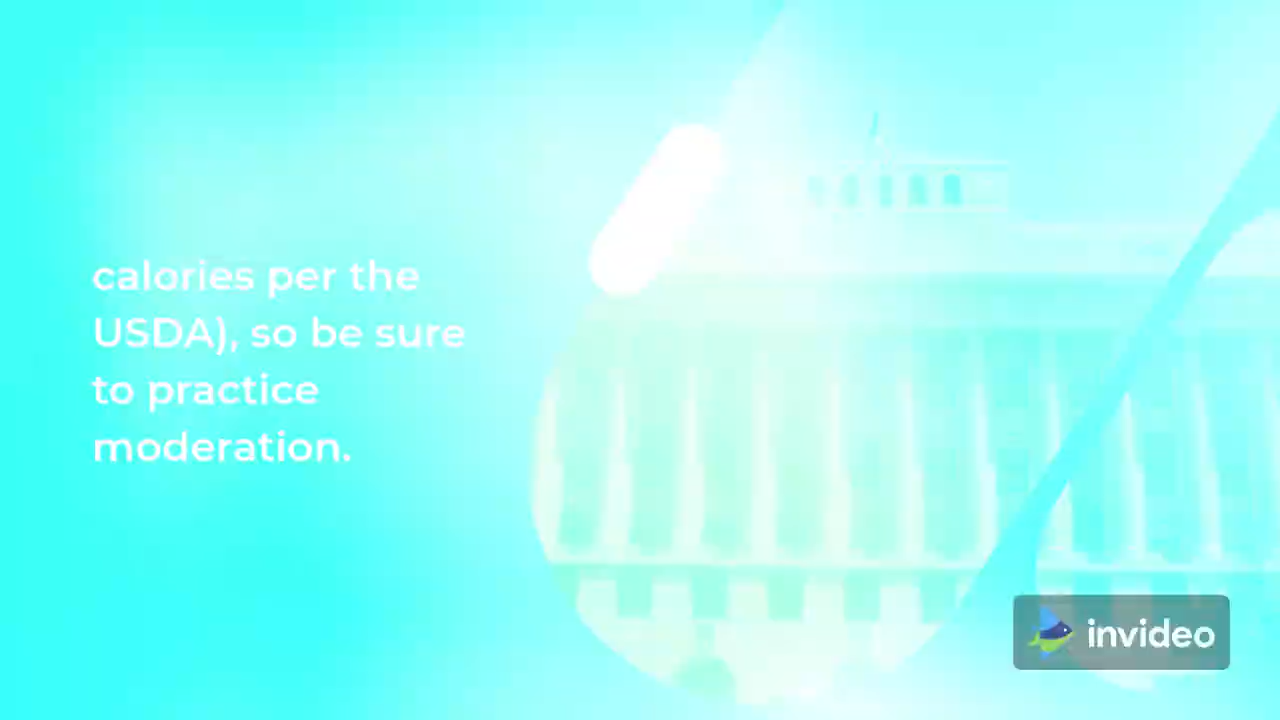 calories per the
USDA), so be sure
to practice
moderation.
invideo